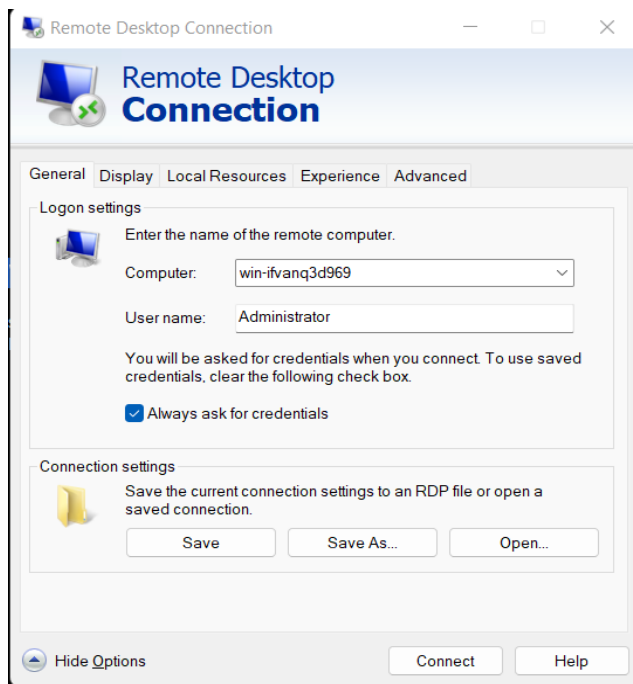 Remote Desktop Connection
Remote Desktop
Connection
General Display Local Resources Experience Advanced
Logon settings
Enter the name of the remote computer.
Computer: win-ifvanq3d969
User name: Administrator
You will be asked for credentials when you connect. To use saved
credentials, clear the following check box.
Always ask for credentials
Connection settings
Save the current connection settings to an RDP file or open a
saved connection.
Save Save As... Open...
Hide Options Connect Help